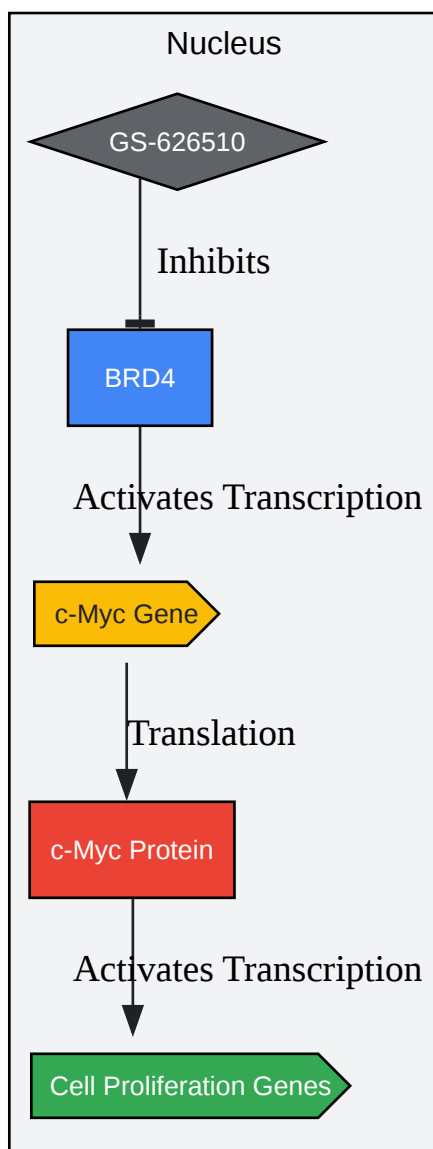 Nucleus
GS-626510
Inhibits
BRD4
Activates Transcription
c-Myc Gene
Translation
c-Myc Protein
Activates Transcription
Cell Proliferation Genes